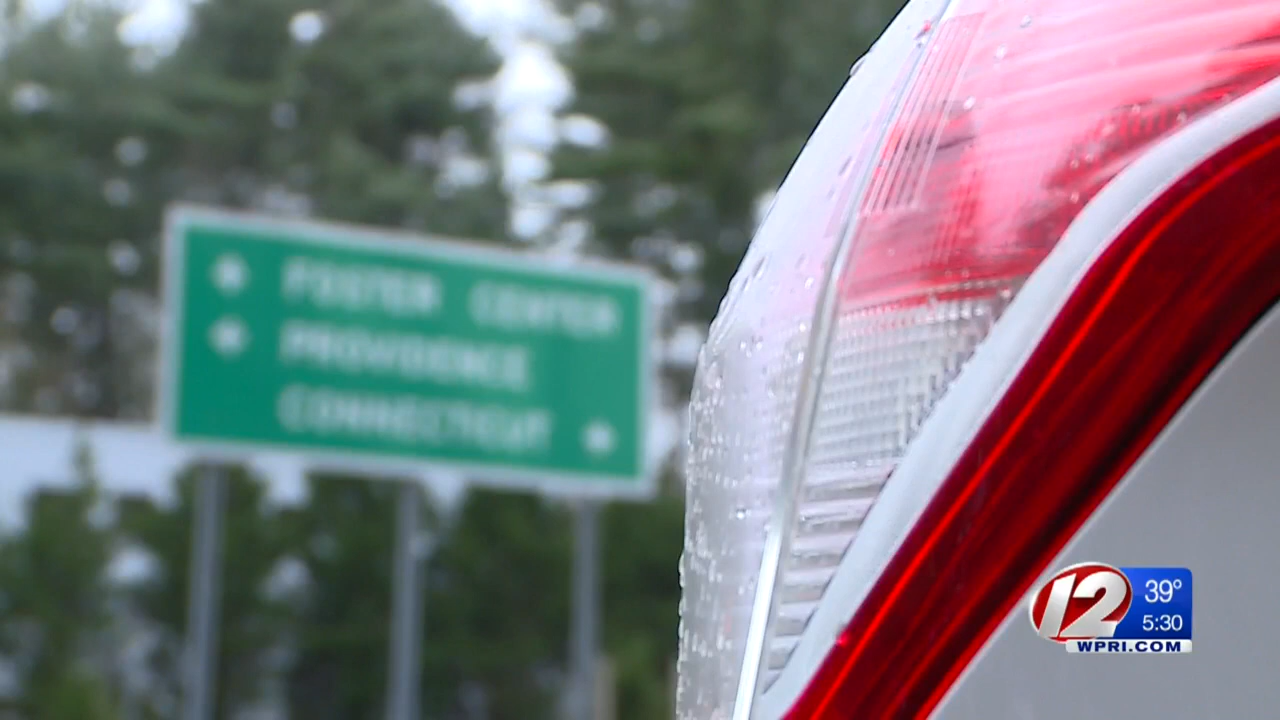 FOSTER CENTER
PROVIDENCE
CONNECTICUT
12
39°
5:30
WPRI.COM